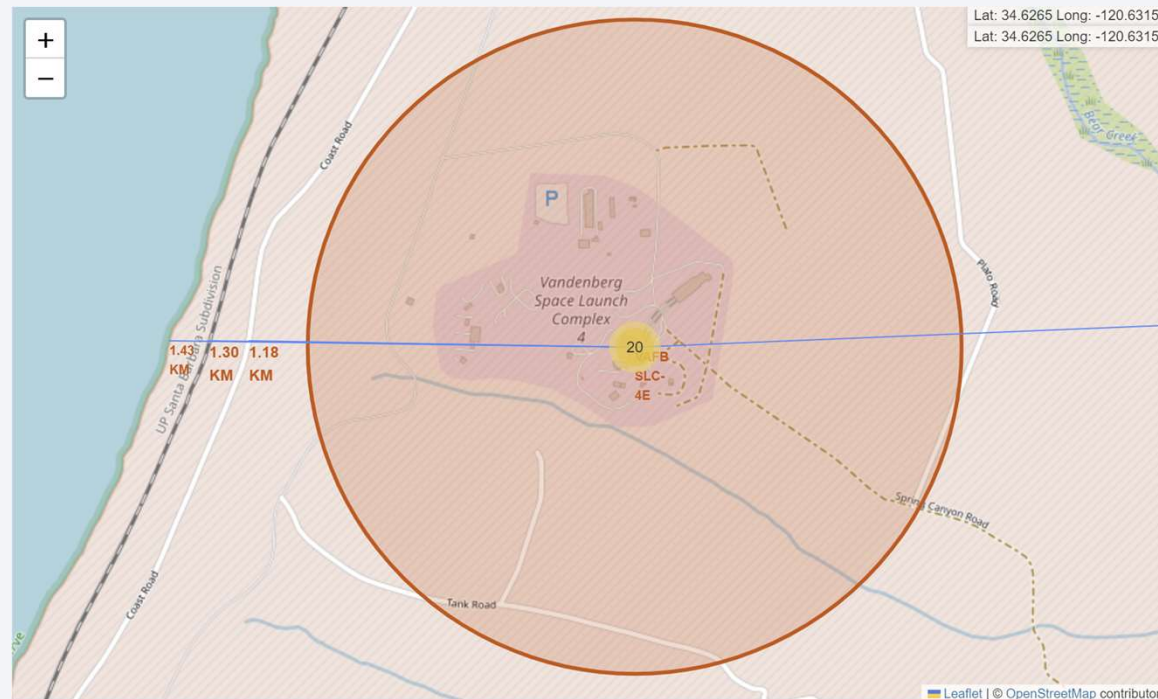 +
−
Lat: 34.6265 Long: -120.6315
Lat: 34.6265 Long: -120.6315
Coast Road
Bear Creek
P
UP Santa Barbara Subdivision
Vandenberg
Space Launch
Complex
4
Plato Road
1.43
KM
1.30
KM
1.18
KM
20
SLC-
4E
Spring Canyon Road
Coast Road
Tank Road
Leaflet | © OpenStreetMap contributor